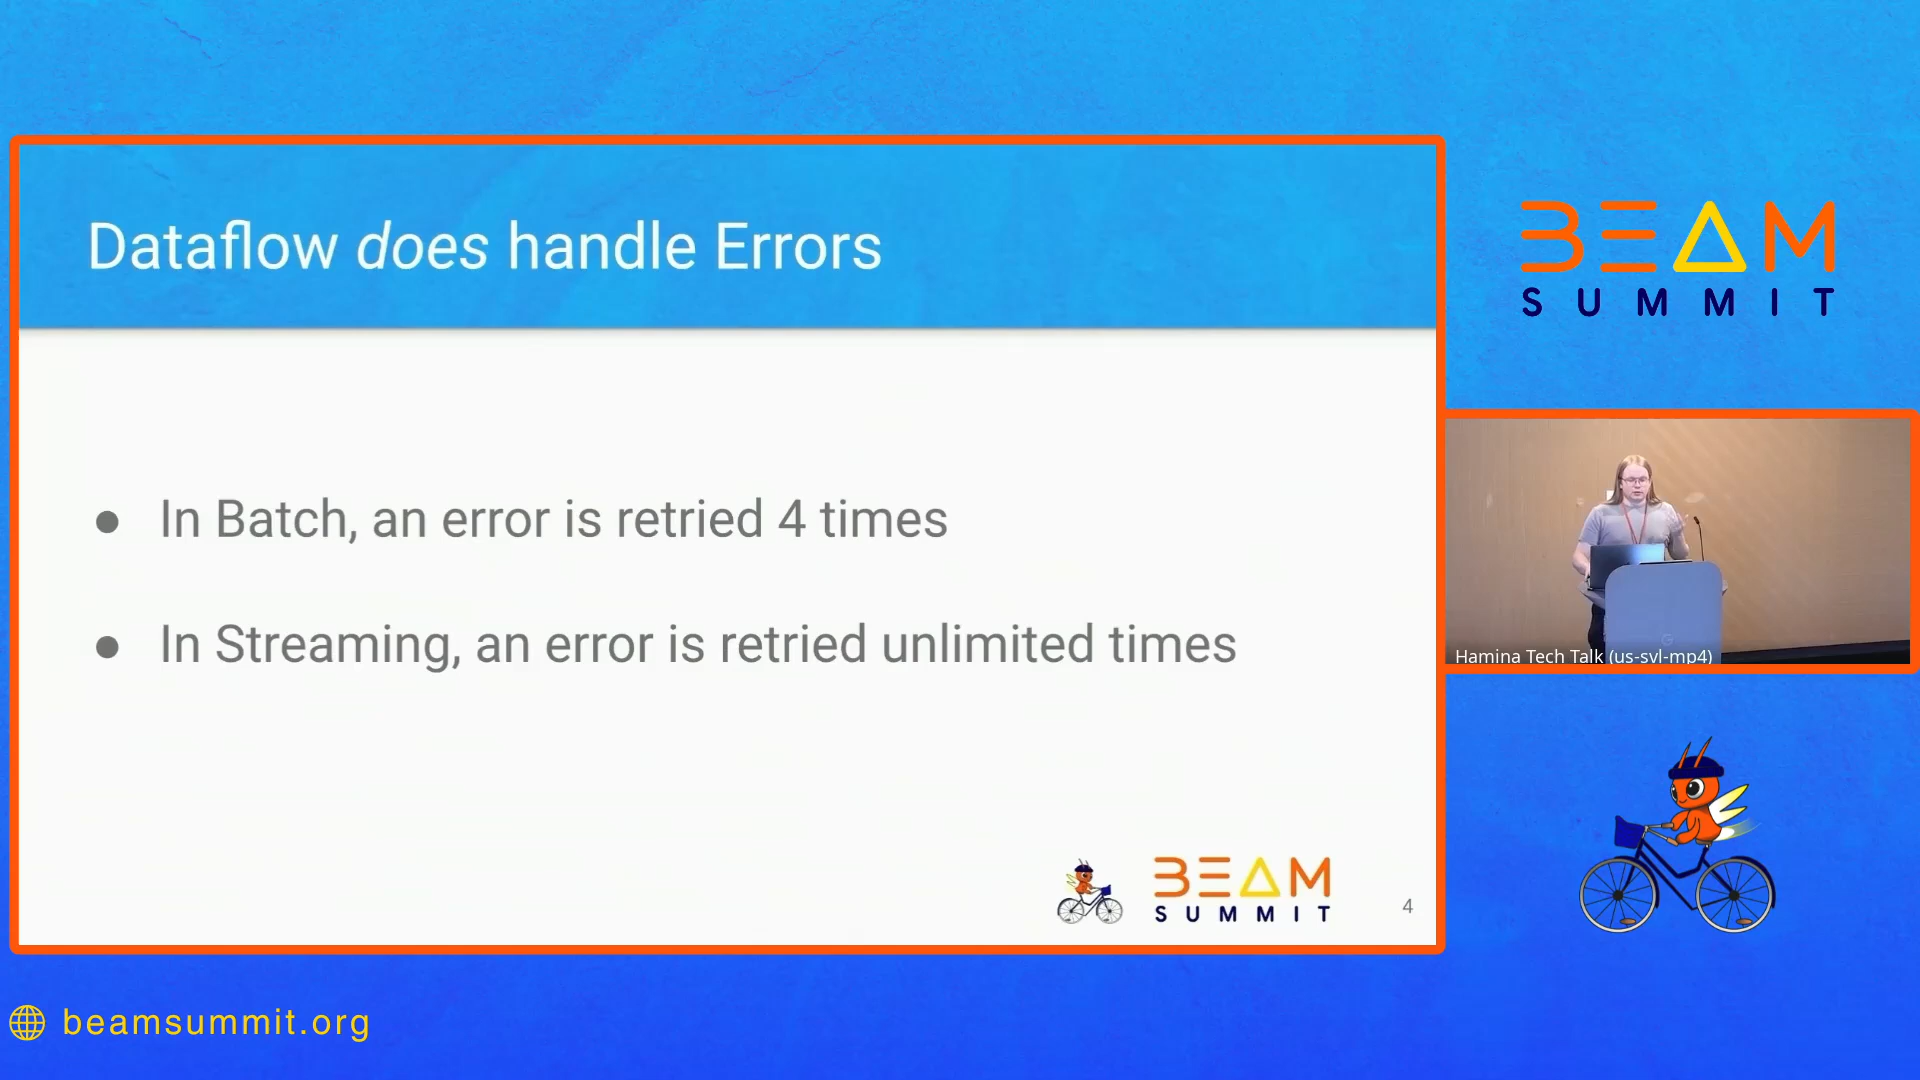 Dataflow does handle Errors
● In Batch, an error is retried 4 times
● In Streaming, an error is retried unlimited times
BEAM
SUMMIT
4
BEAM
SUMMIT
Hamina Tech Talk (us-svl-mp4)
beamsummit.org